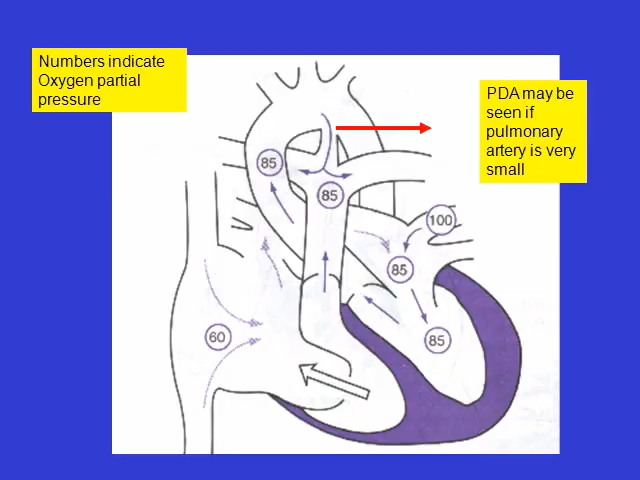 Numbers indicate
Oxygen partial
pressure
PDA may be
seen if
pulmonary
artery is very
small
85
85
100
85
60
85